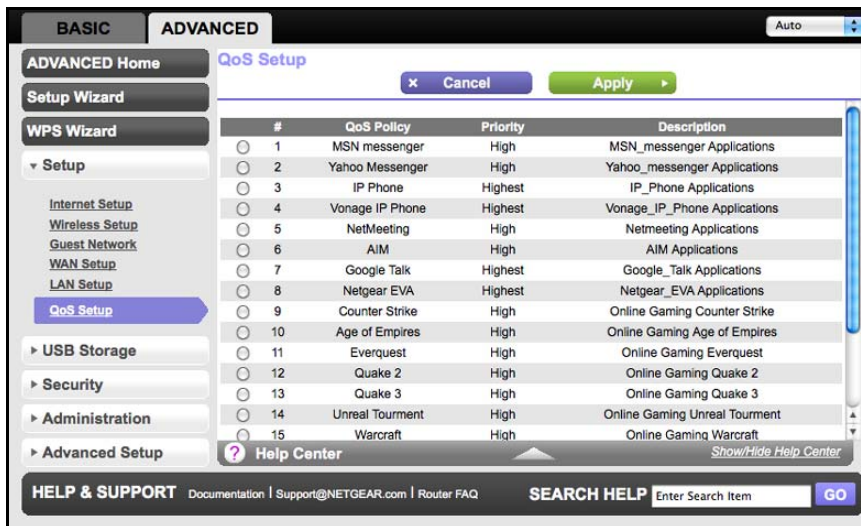 BASIC
ADVANCED
Auto
ADVANCED Home
Setup Wizard
WPS Wizard
Setup
Internet Setup
Wireless Setup
Guest Network
WAN Setup
LAN Setup
QoS Setup
USB Storage
Security
Administration
Advanced Setup
QoS Setup
× Cancel
Apply
# QoS Policy Priority Description
1 MSN messenger High MSN_messenger Applications
2 Yahoo Messenger High Yahoo_messenger Applications
3 IP Phone Highest IP_Phone Applications
4 Vonage IP Phone Highest Vonage_IP_Phone Applications
5 NetMeeting High Netmeeting Applications
6 AIM High AIM Applications
7 Google Talk Highest Google_Talk Applications
8 Netgear EVA Highest Netgear_EVA Applications
9 Counter Strike High Online Gaming Counter Strike
10 Age of Empires High Online Gaming Age of Empires
11 Everquest High Online Gaming Everquest
12 Quake 2 High Online Gaming Quake 2
13 Quake 3 High Online Gaming Quake 3
14 Unreal Tourment High Online Gaming Unreal Tourment
15 Warcraft High Online Gaming Warcraft
? Help Center
Show/Hide Help Center
HELP & SUPPORT Documentation | Support@NETGEAR.com | Router FAQ
SEARCH HELP Enter Search Item GO